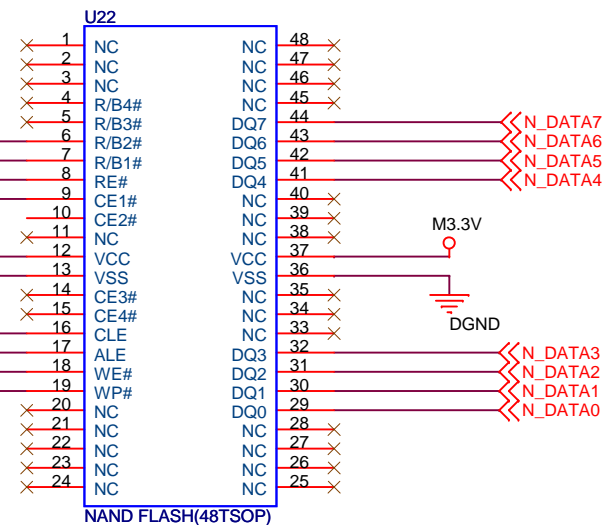 U22
1 NC NC 48
2 NC NC 47
3 NC NC 46
4 R/B4# NC 45
5 R/B3# DQ7 44 N_DATA7
6 R/B2# DQ6 43 N_DATA6
7 R/B1# DQ5 42 N_DATA5
8 RE# DQ4 41 N_DATA4
9 CE1# NC 40
10 CE2# NC 39
11 NC NC 38
M3.3V
12 VCC VCC 37
13 VSS VSS 36
14 CE3# NC 35
15 CE4# NC 34
DGND
16 CLE NC 33
17 ALE DQ3 32 N_DATA3
18 WE# DQ2 31 N_DATA2
19 WP# DQ1 30 N_DATA1
20 NC DQ0 29 N_DATA0
21 NC NC 28
22 NC NC 27
23 NC NC 26
24 NC NC 25
NAND FLASH(48TSOP)